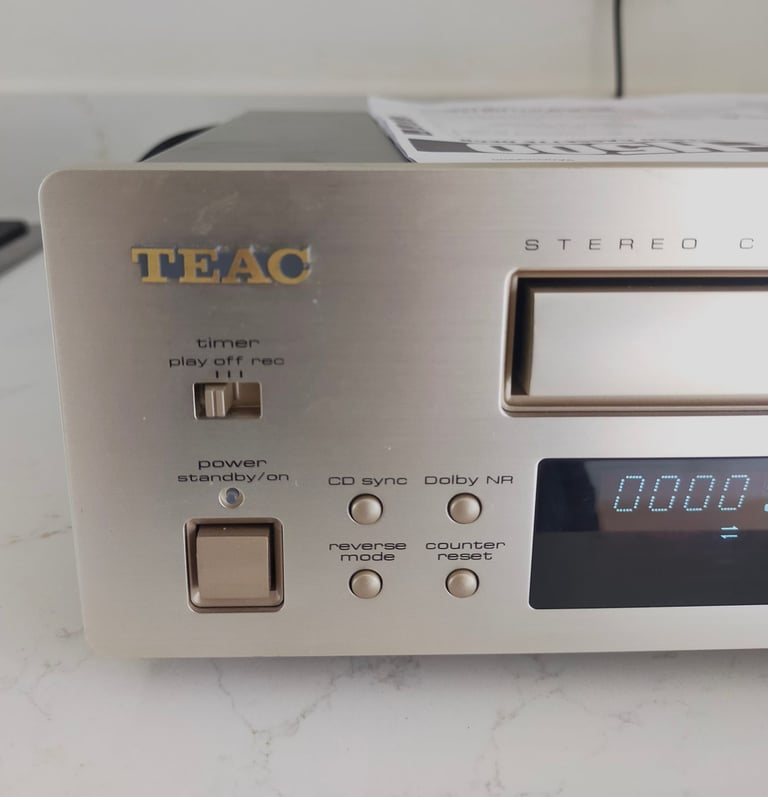 TEAC
STEREO C
timer
play off rec
power
standby/on
CD sync
Dolby NR
reverse
mode
counter
reset
0000